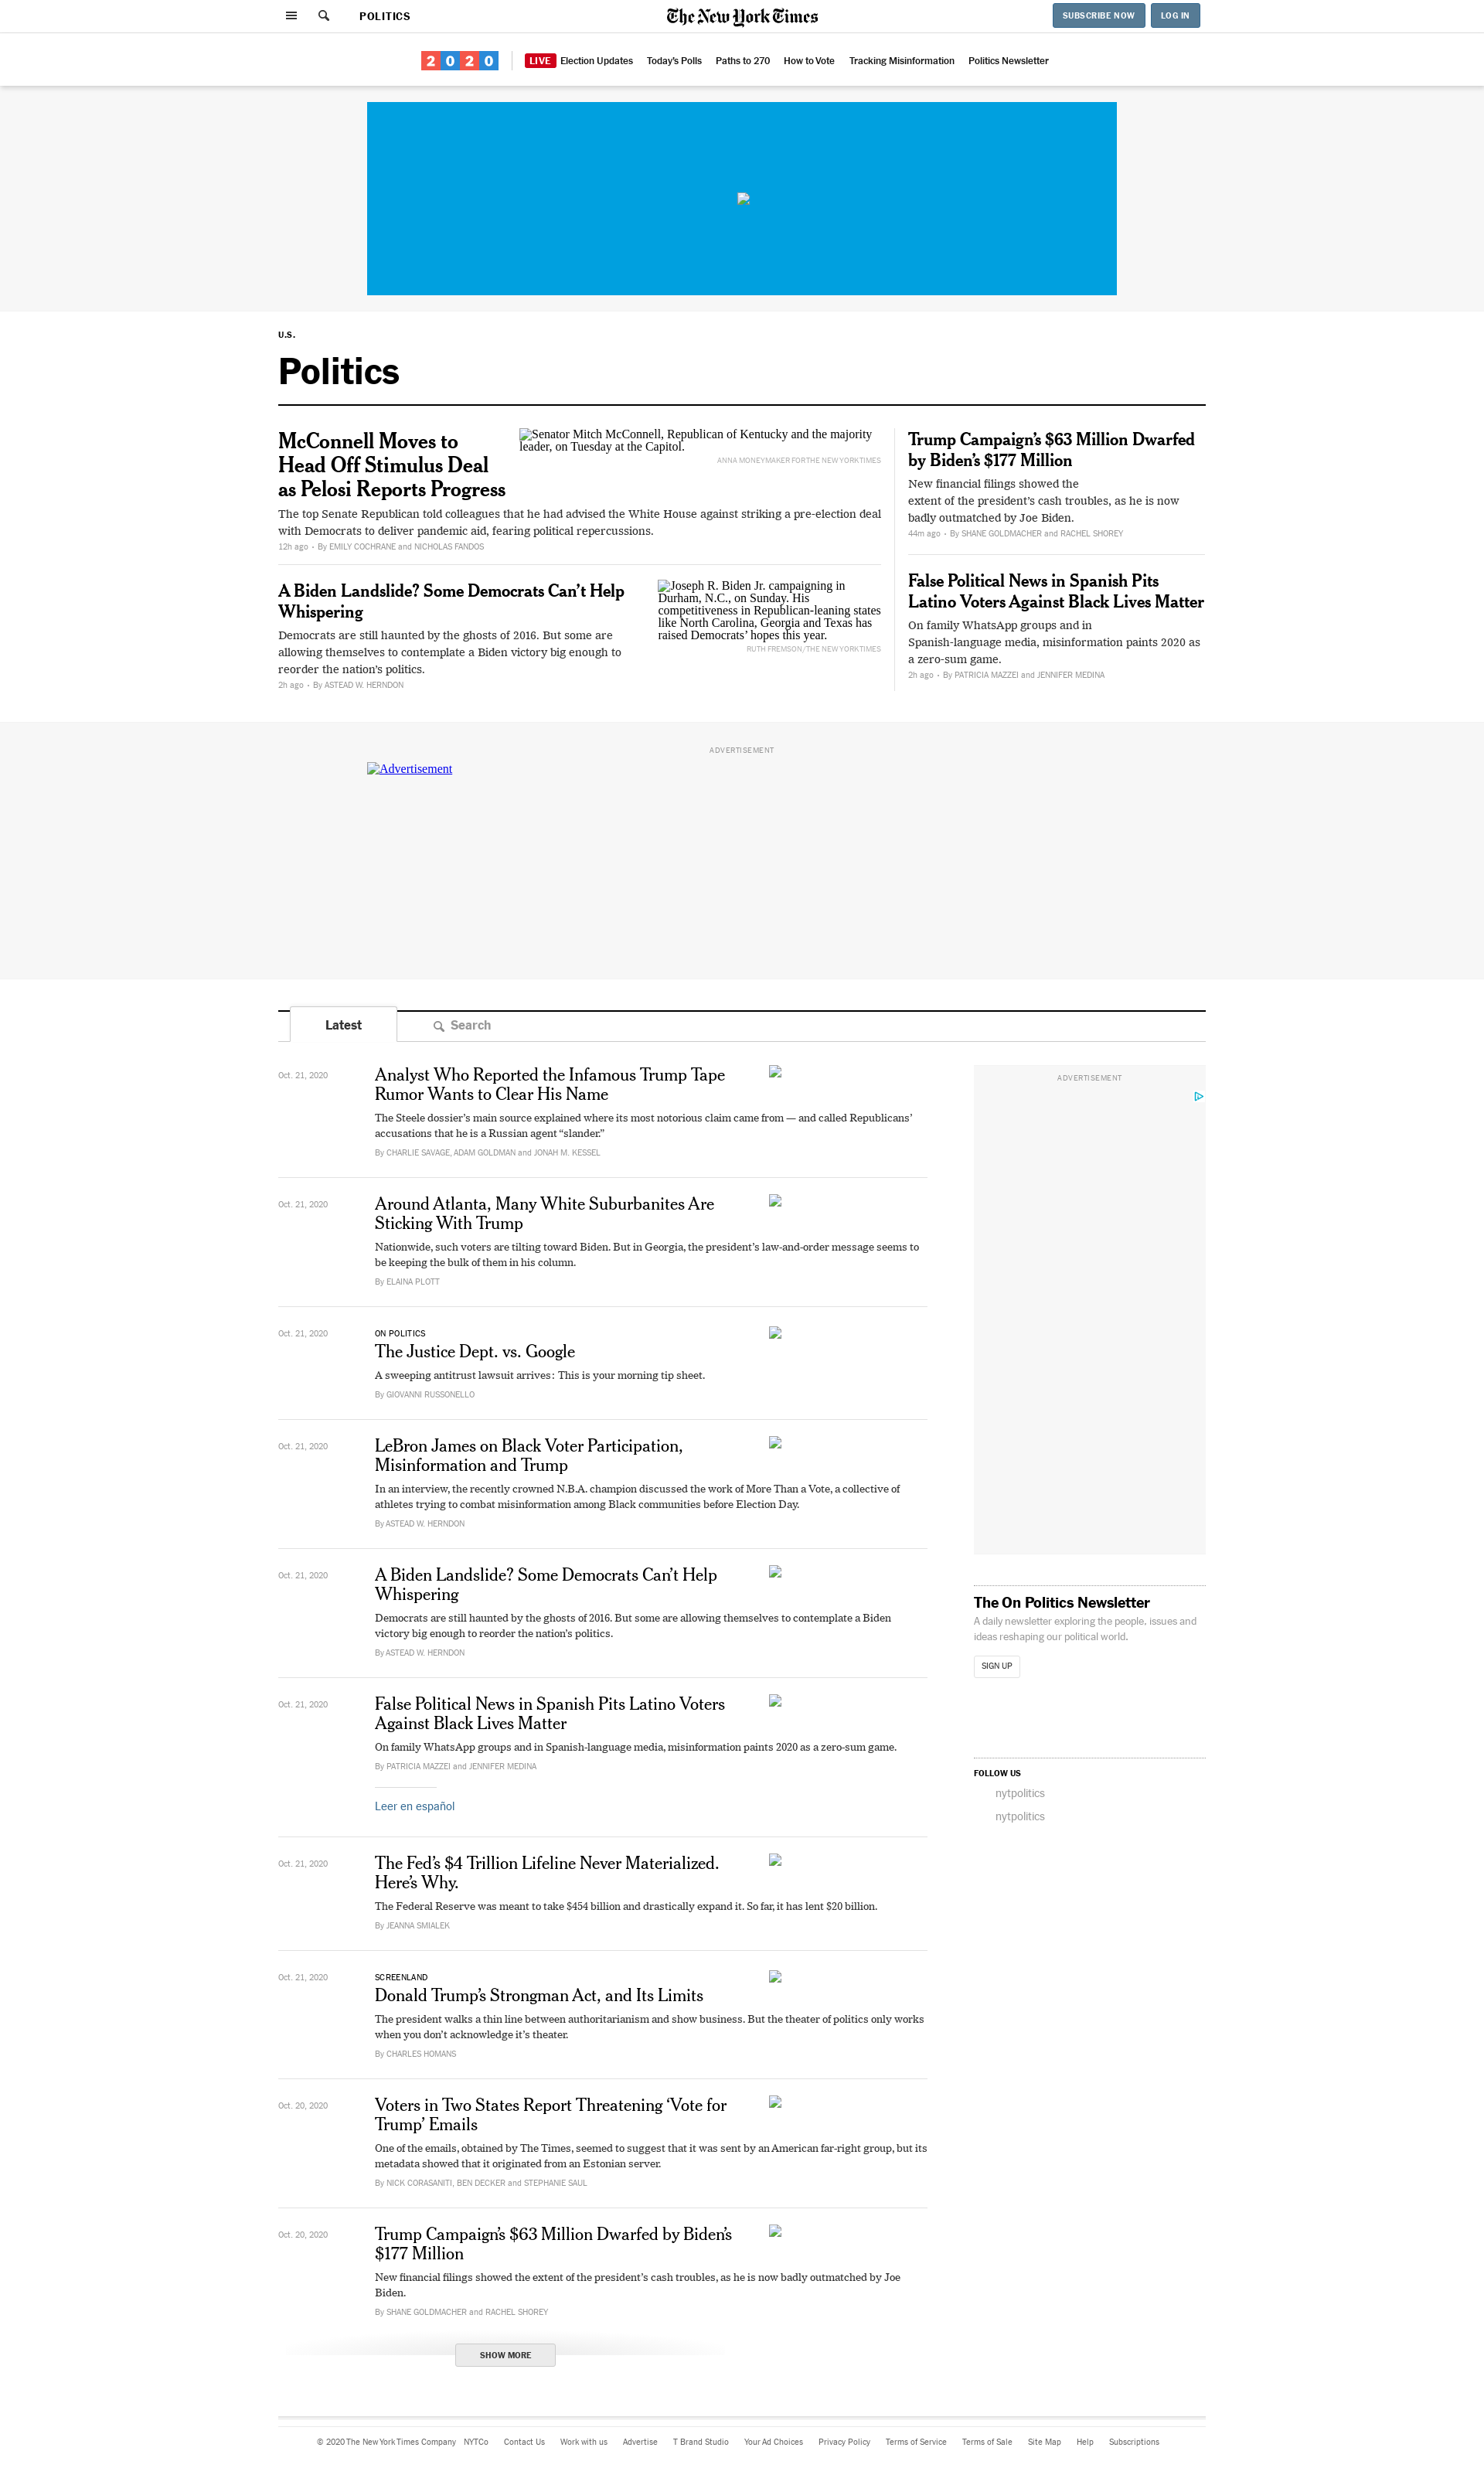 POLITICS
The New York Times
SUBSCRIBE NOW
LOG IN
2020
LIVE Election Updates
Today's Polls
Paths to 270
How to Vote
Tracking Misinformation
Politics Newsletter
U.S.
Politics
McConnell Moves to
Head Off Stimulus Deal
as Pelosi Reports Progress
Senator Mitch McConnell, Republican of Kentucky and the majority
leader, on Tuesday at the Capitol.
ANNA MONEYMAKER FOR THE NEW YORK TIMES
The top Senate Republican told colleagues that he had advised the White House against striking a pre-election deal
with Democrats to deliver pandemic aid, fearing political repercussions.
12h ago • By EMILY COCHRANE and NICHOLAS FANDOS
A Biden Landslide? Some Democrats Can’t Help
Whispering
Democrats are still haunted by the ghosts of 2016. But some are
allowing themselves to contemplate a Biden victory big enough to
reorder the nation’s politics.
2h ago • By ASTEAD W. HERNDON
Joseph R. Biden Jr. campaigning in
Durham, N.C., on Sunday. His
competitiveness in Republican-leaning states
like North Carolina, Georgia and Texas has
raised Democrats’ hopes this year.
RUTH FREMSON/THE NEW YORK TIMES
Trump Campaign’s $63 Million Dwarfed
by Biden’s $177 Million
New financial filings showed the
extent of the president’s cash troubles, as he is now
badly outmatched by Joe Biden.
44m ago • By SHANE GOLDMACHER and RACHEL SHOREY
False Political News in Spanish Pits
Latino Voters Against Black Lives Matter
On family WhatsApp groups and in
Spanish-language media, misinformation paints 2020 as
a zero-sum game.
2h ago • By PATRICIA MAZZEI and JENNIFER MEDINA
ADVERTISEMENT
Advertisement
Latest
Search
Oct. 21, 2020
Analyst Who Reported the Infamous Trump Tape
Rumor Wants to Clear His Name
The Steele dossier’s main source explained where its most notorious claim came from — and called Republicans’
accusations that he is a Russian agent “slander.”
By CHARLIE SAVAGE, ADAM GOLDMAN and JONAH M. KESSEL
Oct. 21, 2020
Around Atlanta, Many White Suburbanites Are
Sticking With Trump
Nationwide, such voters are tilting toward Biden. But in Georgia, the president’s law-and-order message seems to
be keeping the bulk of them in his column.
By ELAINA PLOTT
Oct. 21, 2020
ON POLITICS
The Justice Dept. vs. Google
A sweeping antitrust lawsuit arrives: This is your morning tip sheet.
By GIOVANNI RUSSONELLO
Oct. 21, 2020
LeBron James on Black Voter Participation,
Misinformation and Trump
In an interview, the recently crowned N.B.A. champion discussed the work of More Than a Vote, a collective of
athletes trying to combat misinformation among Black communities before Election Day.
By ASTEAD W. HERNDON
Oct. 21, 2020
A Biden Landslide? Some Democrats Can’t Help
Whispering
Democrats are still haunted by the ghosts of 2016. But some are allowing themselves to contemplate a Biden
victory big enough to reorder the nation’s politics.
By ASTEAD W. HERNDON
Oct. 21, 2020
False Political News in Spanish Pits Latino Voters
Against Black Lives Matter
On family WhatsApp groups and in Spanish-language media, misinformation paints 2020 as a zero-sum game.
By PATRICIA MAZZEI and JENNIFER MEDINA
Leer en español
Oct. 21, 2020
The Fed’s $4 Trillion Lifeline Never Materialized.
Here’s Why.
The Federal Reserve was meant to take $454 billion and drastically expand it. So far, it has lent $20 billion.
By JEANNA SMIALEK
Oct. 21, 2020
SCREENLAND
Donald Trump’s Strongman Act, and Its Limits
The president walks a thin line between authoritarianism and show business. But the theater of politics only works
when you don’t acknowledge it’s theater.
By CHARLES HOMANS
Oct. 20, 2020
Voters in Two States Report Threatening ‘Vote for
Trump’ Emails
One of the emails, obtained by The Times, seemed to suggest that it was sent by an American far-right group, but its
metadata showed that it originated from an Estonian server.
By NICK CORASANITI, BEN DECKER and STEPHANIE SAUL
Oct. 20, 2020
Trump Campaign’s $63 Million Dwarfed by Biden’s
$177 Million
New financial filings showed the extent of the president’s cash troubles, as he is now badly outmatched by Joe
Biden.
By SHANE GOLDMACHER and RACHEL SHOREY
SHOW MORE
ADVERTISEMENT
The On Politics Newsletter
A daily newsletter exploring the people, issues and
ideas reshaping our political world.
SIGN UP
FOLLOW US
nytpolitics
nytpolitics
© 2020 The New York Times Company
NYTCo
Contact Us
Work with us
Advertise
T Brand Studio
Your Ad Choices
Privacy Policy
Terms of Service
Terms of Sale
Site Map
Help
Subscriptions